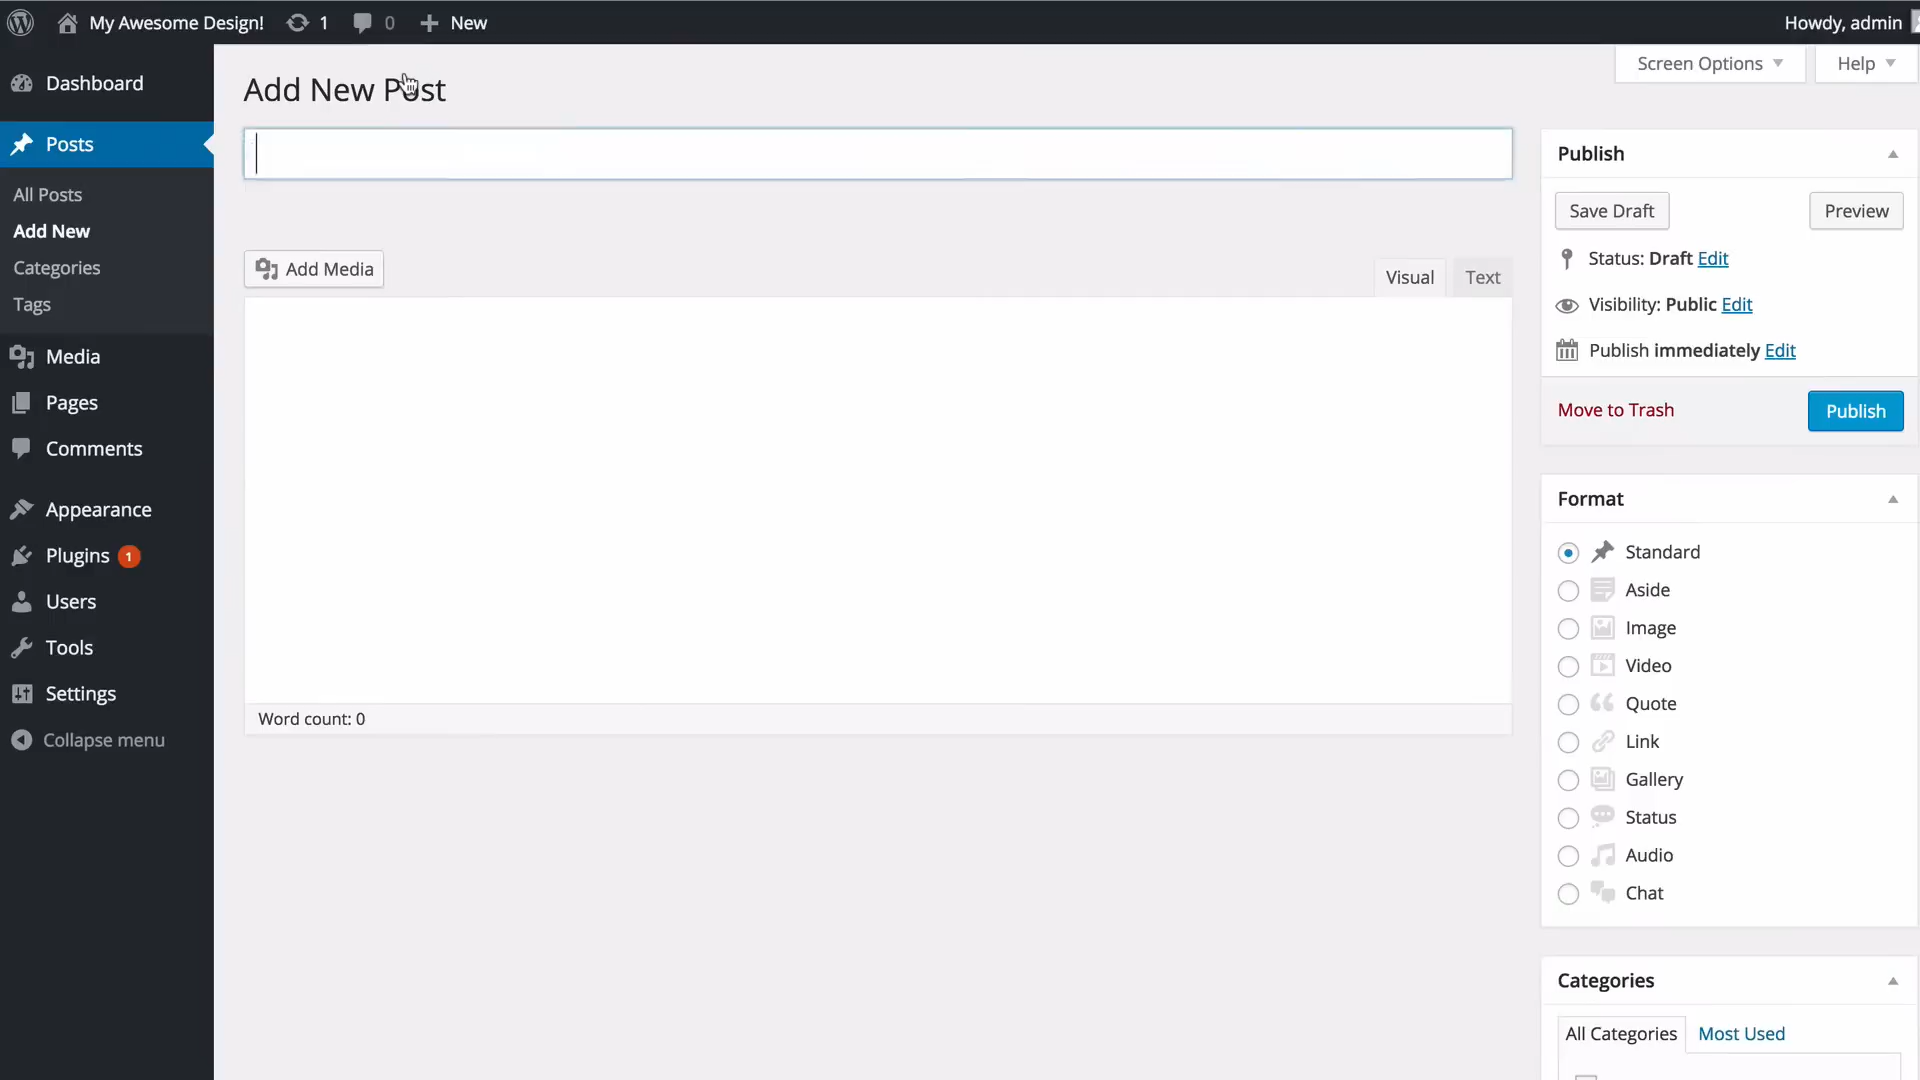 My Awesome Design! 1 0 New Howdy, admin
Dashboard
Posts
All Posts
Add New
Categories
Tags
Media
Pages
Comments
Appearance
Plugins 1
Users
Tools
Settings
Collapse menu
Screen Options Help
Add New Post
Add Media
Visual Text
Word count: 0
Publish
Save Draft Preview
Status: Draft Edit
Visibility: Public Edit
Publish immediately Edit
Move to Trash Publish
Format
Standard
Aside
Image
Video
Quote
Link
Gallery
Status
Audio
Chat
Categories
All Categories Most Used